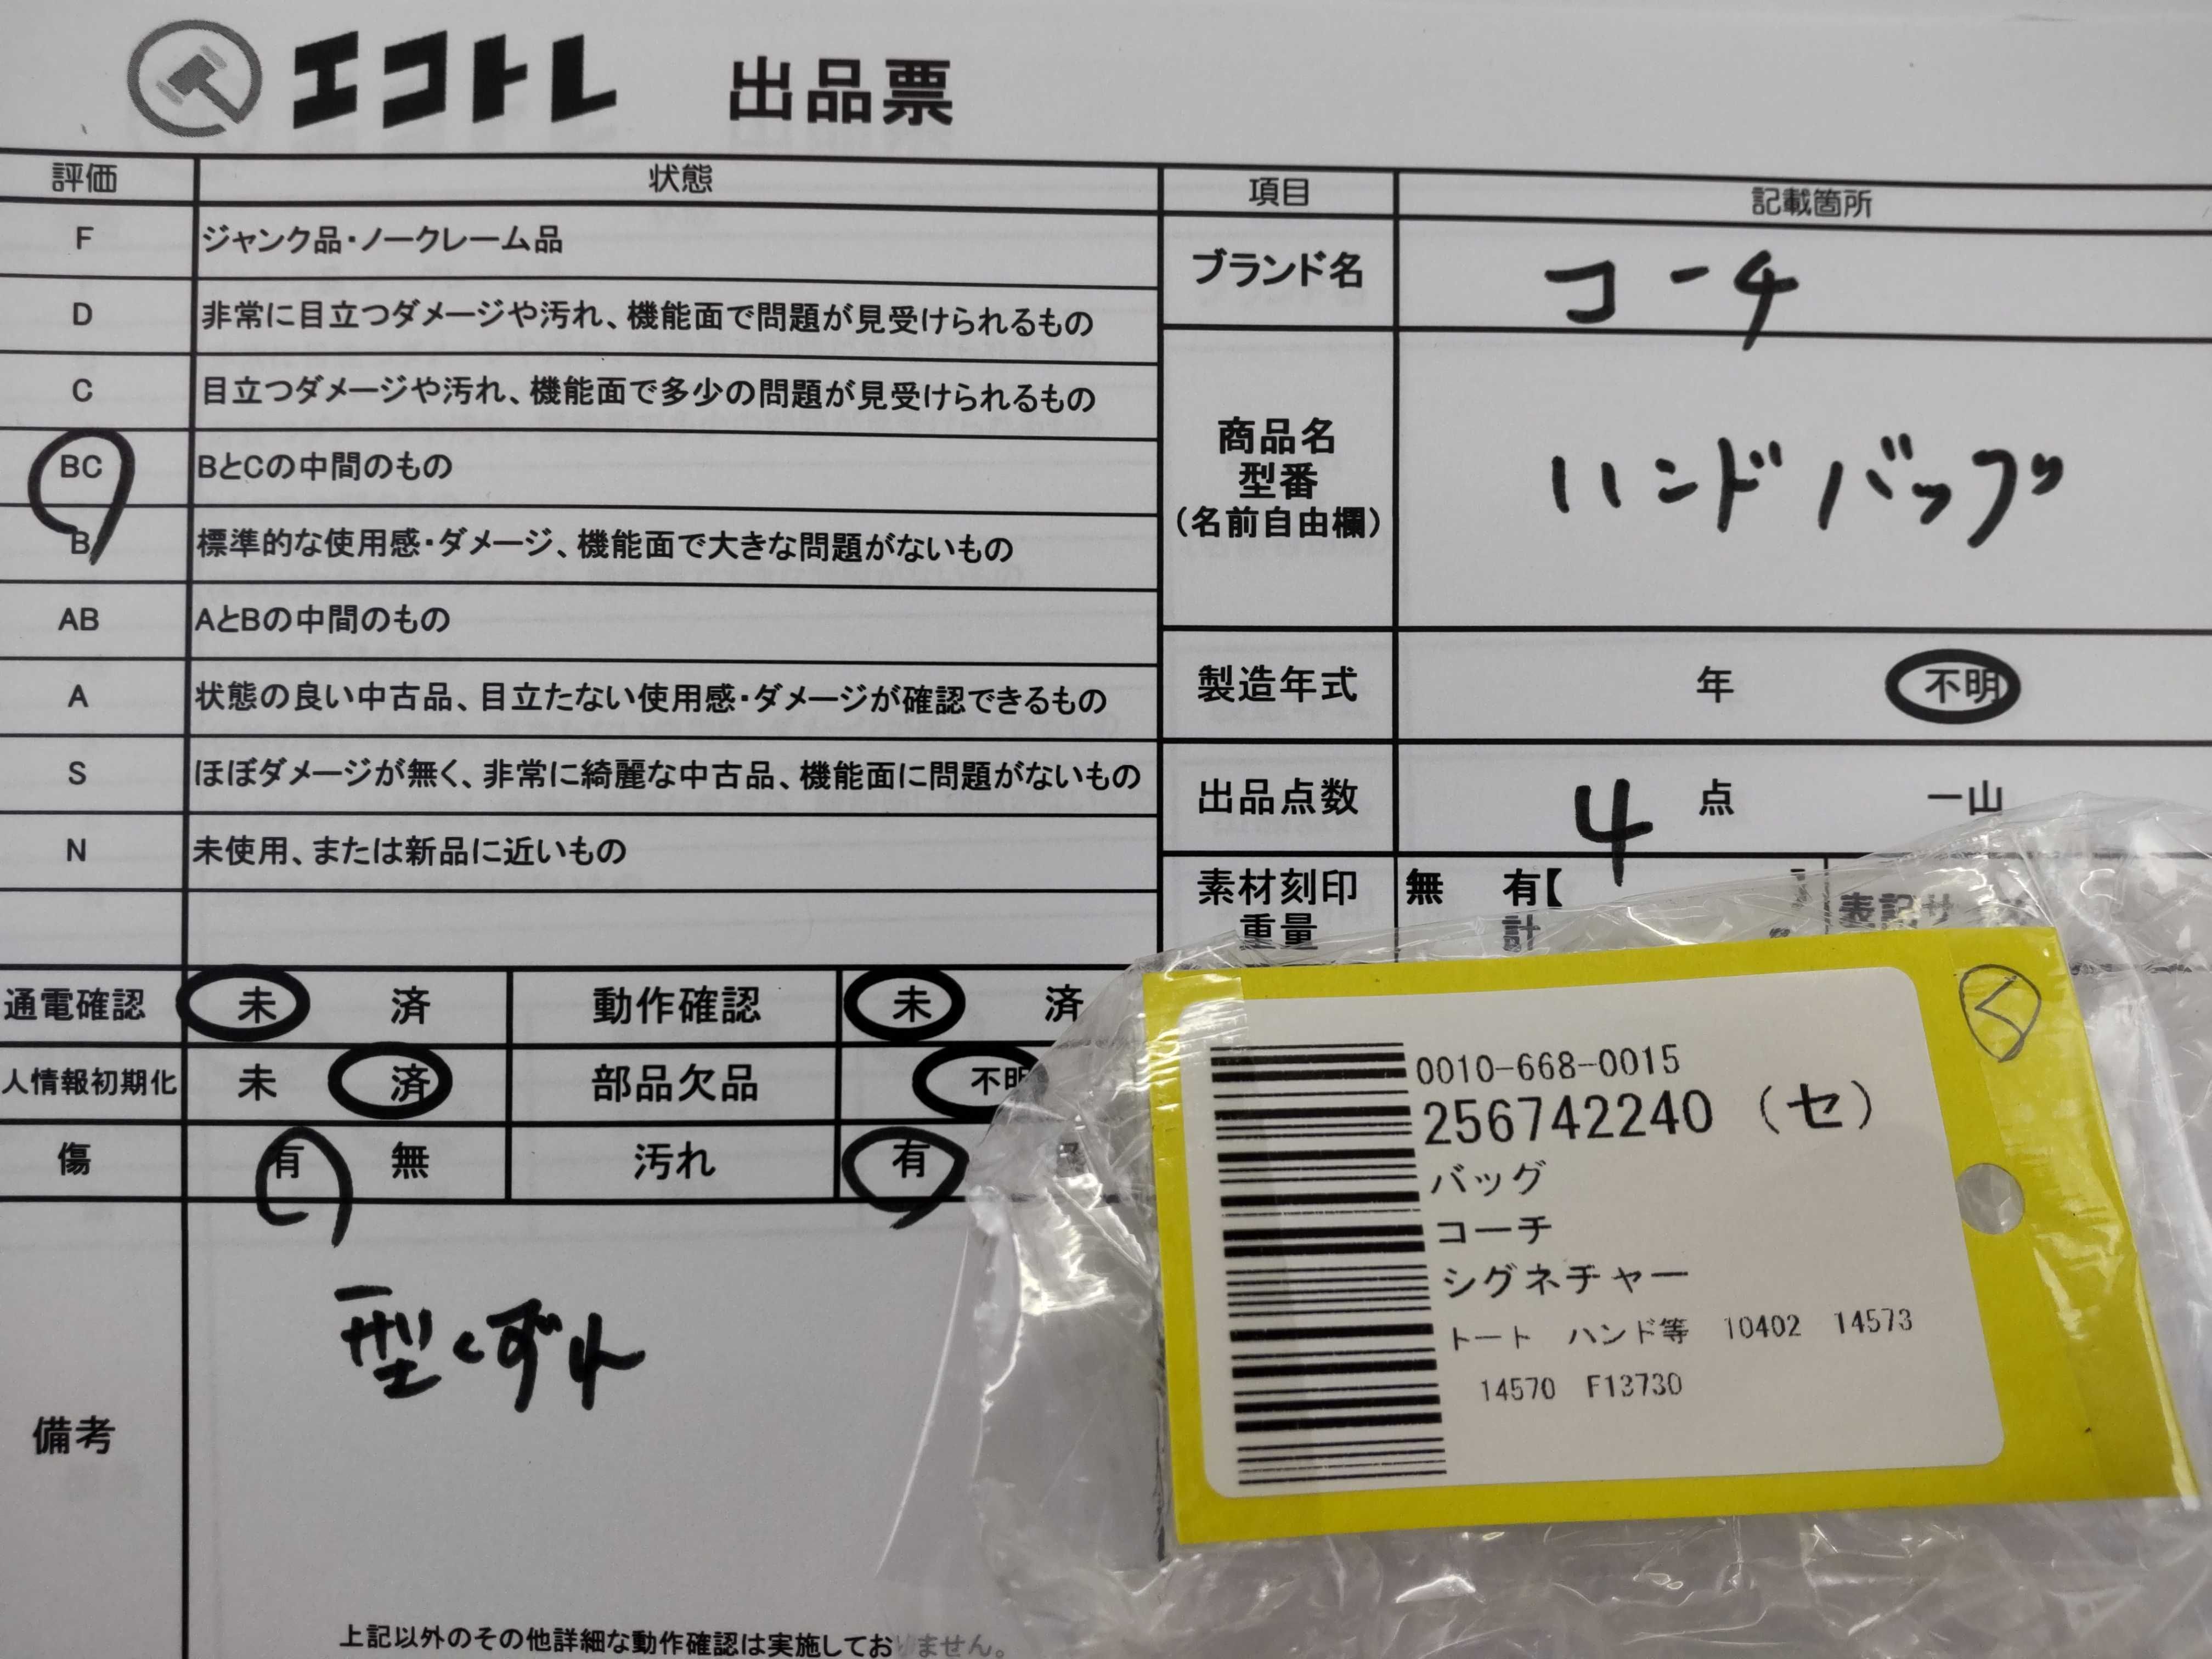 エコトレ 出品票
評価 状態 項目 記載箇所
F ジャンク品・ノークレーム品
D 非常に目立つダメージや汚れ、機能面で問題が見受けられるもの
C 目立つダメージや汚れ、機能面で多少の問題が見受けられるもの
BC BとCの中間のもの
B 標準的な使用感・ダメージ、機能面で大きな問題がないもの
AB AとBの中間のもの
A 状態の良い中古品、目立たない使用感・ダメージが確認できるもの
S ほぼダメージが無く、非常に綺麗な中古品、機能面に問題がないもの
N 未使用、または新品に近いもの
ブランド名 コーチ
商品名
型番
(名前自由欄)
ハンドバッグ
製造年式 年 不明
出品点数 4 点 一山
素材刻印 無 有【
重量 計
表記サ
通電確認 未 済 動作確認 未 済
人情報初期化 未 済 部品欠品 不明
傷 有 無 汚れ 有
備考
型くずれ
上記以外のその他詳細な動作確認は実施しておりません。
0010-668-0015
256742240 (セ)
バッグ
コーチ
シグネチャー
トート ハンド等 10402 14573
14570 F13730